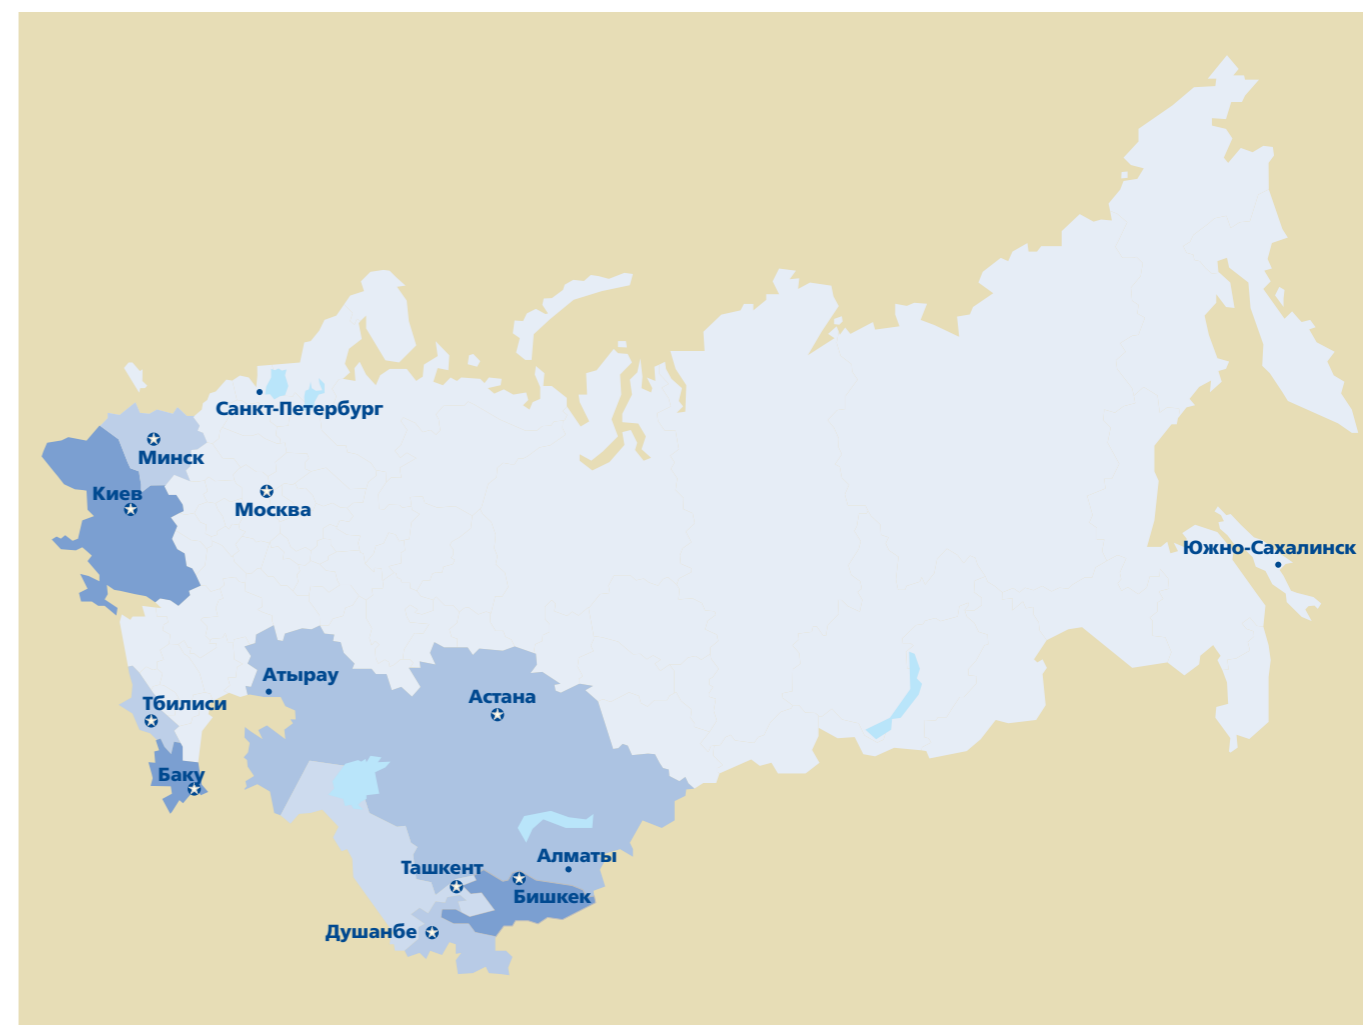 Санкт-Петербург
Минск
Киев
Москва
Южно-Сахалинск
Атырау
Астана
Тбилиси
Баку
Алматы
Ташкент
Бишкек
Душанбе